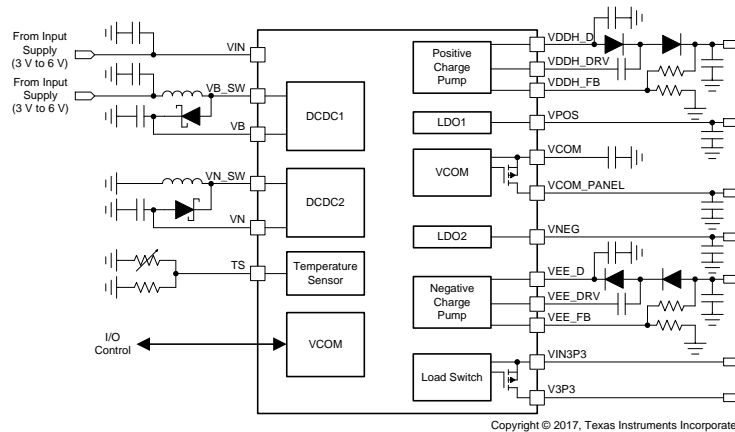 From Input
Supply
(3 V to 6 V)
From Input
Supply
(3 V to 6 V)
VIN
VB_SW
VB
DCDC1
VN_SW
VN
DCDC2
TS
Temperature
Sensor
I/O
Control
VCOM
Positive
Charge
Pump
VDDH_D
VDDH_DRV
VDDH_FB
LDO1
VPOS
VCOM
VCOM
VCOM_PANEL
LDO2
VNEG
Negative
Charge
Pump
VEE_D
VEE_DRV
VEE_FB
Load Switch
VIN3P3
V3P3
Copyright © 2017, Texas Instruments Incorporate